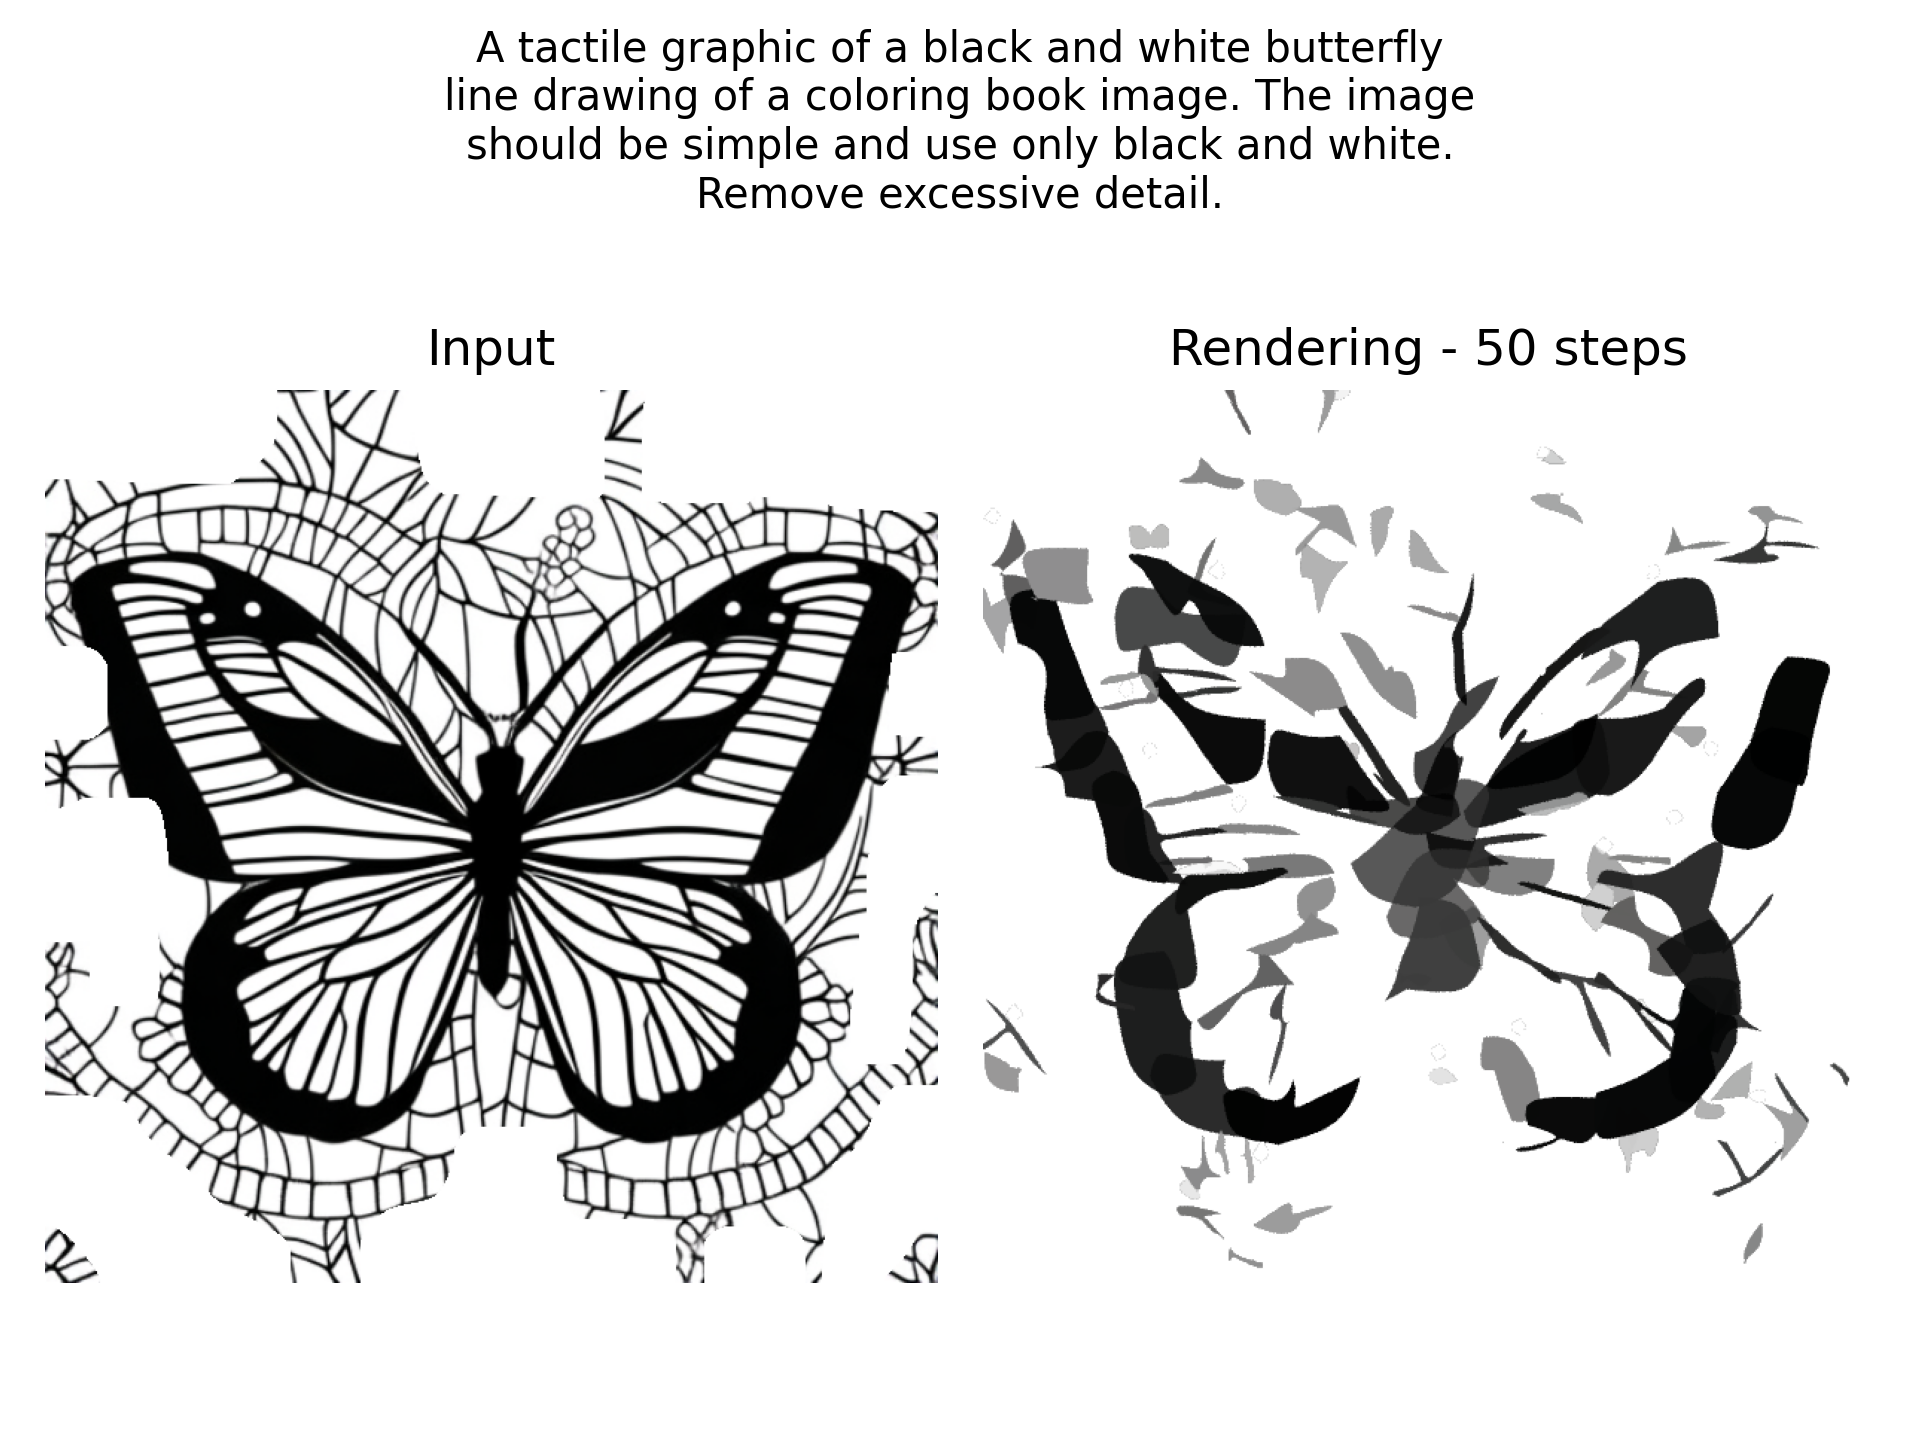 A tactile graphic of a black and white butterfly
line drawing of a coloring book image. The image
should be simple and use only black and white.
Remove excessive detail.
Input
Rendering - 50 steps